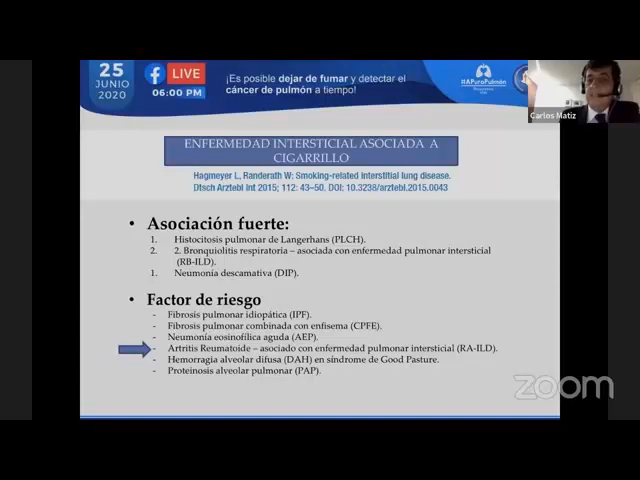 25
JUNIO
2020
LIVE
06:00 PM
¡Es posible dejar de fumar y detectar el
cáncer de pulmón a tiempo!
#APuroPulmón
Carlos Matiz
ENFERMEDAD INTERSTICIAL ASOCIADA A
CIGARRILLO
Hagmeyer L, Randerath W: Smoking-related interstitial lung disease.
Dtsch Arztebl Int 2015; 112: 43–50. DOI: 10.3238/arztebl.2015.0043
• Asociación fuerte:
1. Histocitosis pulmonar de Langerhans (PLCH).
2. 2. Bronquiolitis respiratoria – asociada con enfermedad pulmonar intersticial
(RB-ILD).
1. Neumonía descamativa (DIP).
• Factor de riesgo
- Fibrosis pulmonar idiopática (IPF).
- Fibrosis pulmonar combinada con enfisema (CPFE).
- Neumonía eosinofílica aguda (AEP).
- Artritis Reumatoide – asociado con enfermedad pulmonar intersticial (RA-ILD).
- Hemorragia alveolar difusa (DAH) en síndrome de Good Pasture.
- Proteinosis alveolar pulmonar (PAP).
zoom